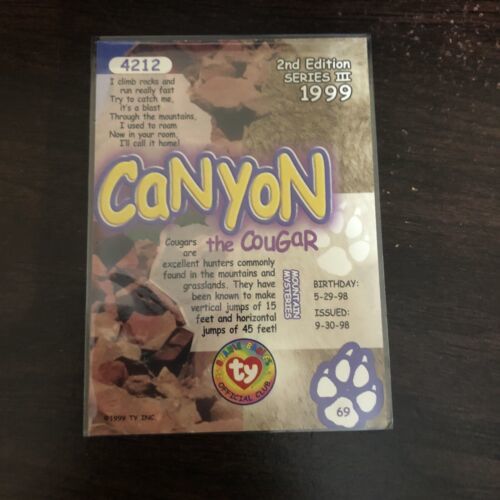 4212
2nd Edition
SERIES III
1999
I climb rocks and
run really fast
Try to catch me,
it's a blast
Through the mountains,
I used to roam
Now in your room,
I'll call it home!
CANYON
the COUGAR
Cougars
are
excellent hunters commonly
found in the mountains and
grasslands. They have
been known to make
vertical jumps of 15
feet and horizontal
jumps of 45 feet!
MOUNTAIN
MYSTERIES
BIRTHDAY:
5-29-98
ISSUED:
9-30-98
BEANIE BABIES
ty
OFFICIAL CLUB
69
©1999 TY INC.